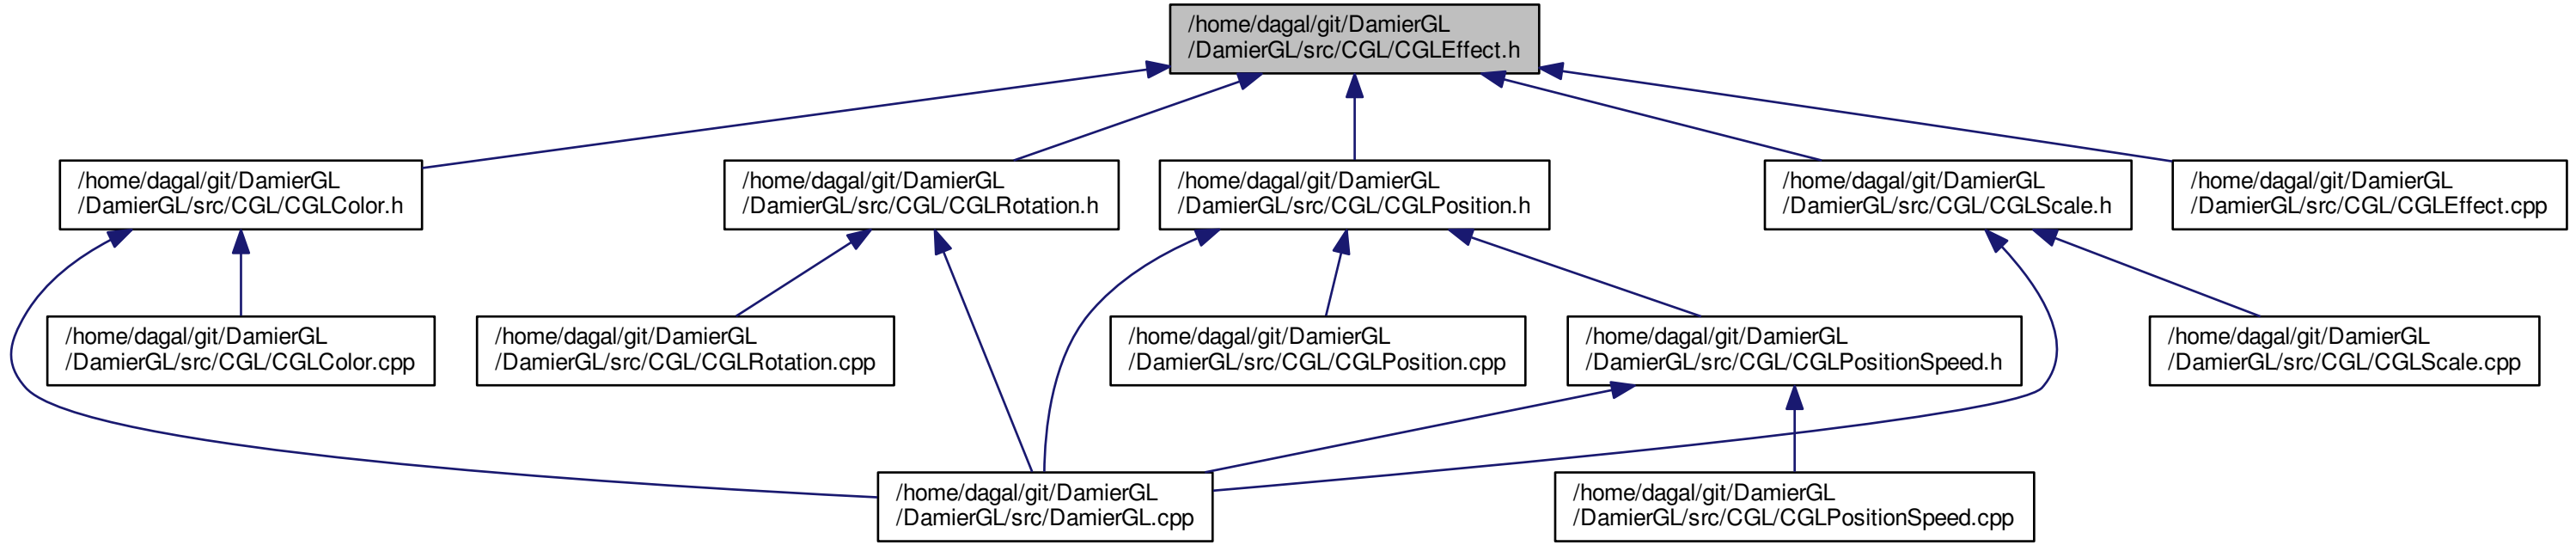 /home/dagal/git/DamierGL
/DamierGL/src/CGL/CGLEffect.h
/home/dagal/git/DamierGL
/DamierGL/src/CGL/CGLColor.h
/home/dagal/git/DamierGL
/DamierGL/src/CGL/CGLRotation.h
/home/dagal/git/DamierGL
/DamierGL/src/CGL/CGLPosition.h
/home/dagal/git/DamierGL
/DamierGL/src/CGL/CGLScale.h
/home/dagal/git/DamierGL
/DamierGL/src/CGL/CGLEffect.cpp
/home/dagal/git/DamierGL
/DamierGL/src/CGL/CGLColor.cpp
/home/dagal/git/DamierGL
/DamierGL/src/CGL/CGLRotation.cpp
/home/dagal/git/DamierGL
/DamierGL/src/CGL/CGLPosition.cpp
/home/dagal/git/DamierGL
/DamierGL/src/CGL/CGLPositionSpeed.h
/home/dagal/git/DamierGL
/DamierGL/src/CGL/CGLScale.cpp
/home/dagal/git/DamierGL
/DamierGL/src/DamierGL.cpp
/home/dagal/git/DamierGL
/DamierGL/src/CGL/CGLPositionSpeed.cpp